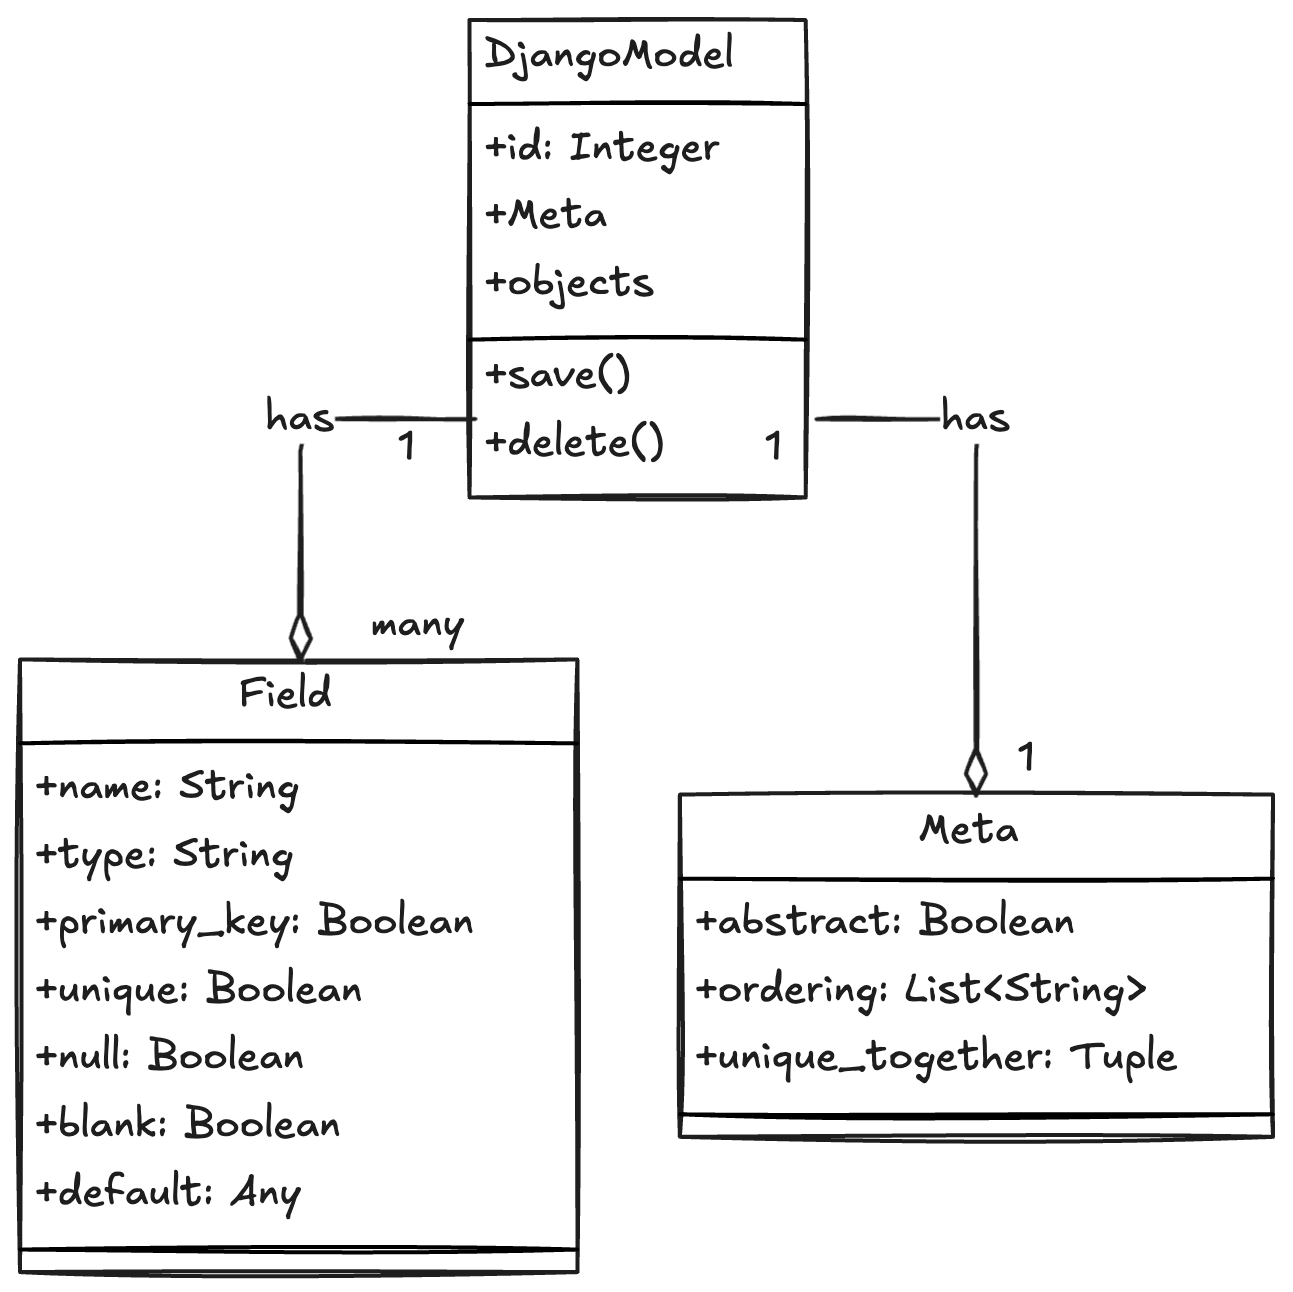 DjangoModel
+id: Integer
+Meta
+objects
+save()
+delete()
has
1
1
has
many
Field
+name: String
+type: String
+primary_key: Boolean
+unique: Boolean
+null: Boolean
+blank: Boolean
+default: Any
1
Meta
+abstract: Boolean
+ordering: List<String>
+unique_together: Tuple